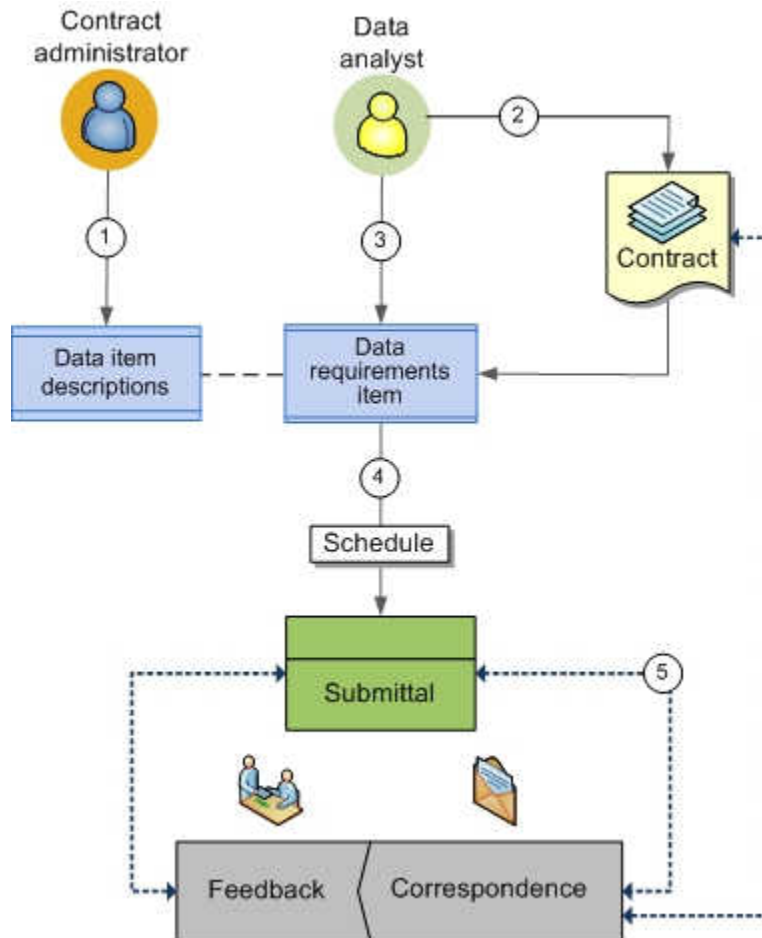 Contract
administrator
Data
analyst
2
1
3
Contract
Data item
descriptions
Data
requirements
item
4
Schedule
5
Submittal
Feedback
Correspondence